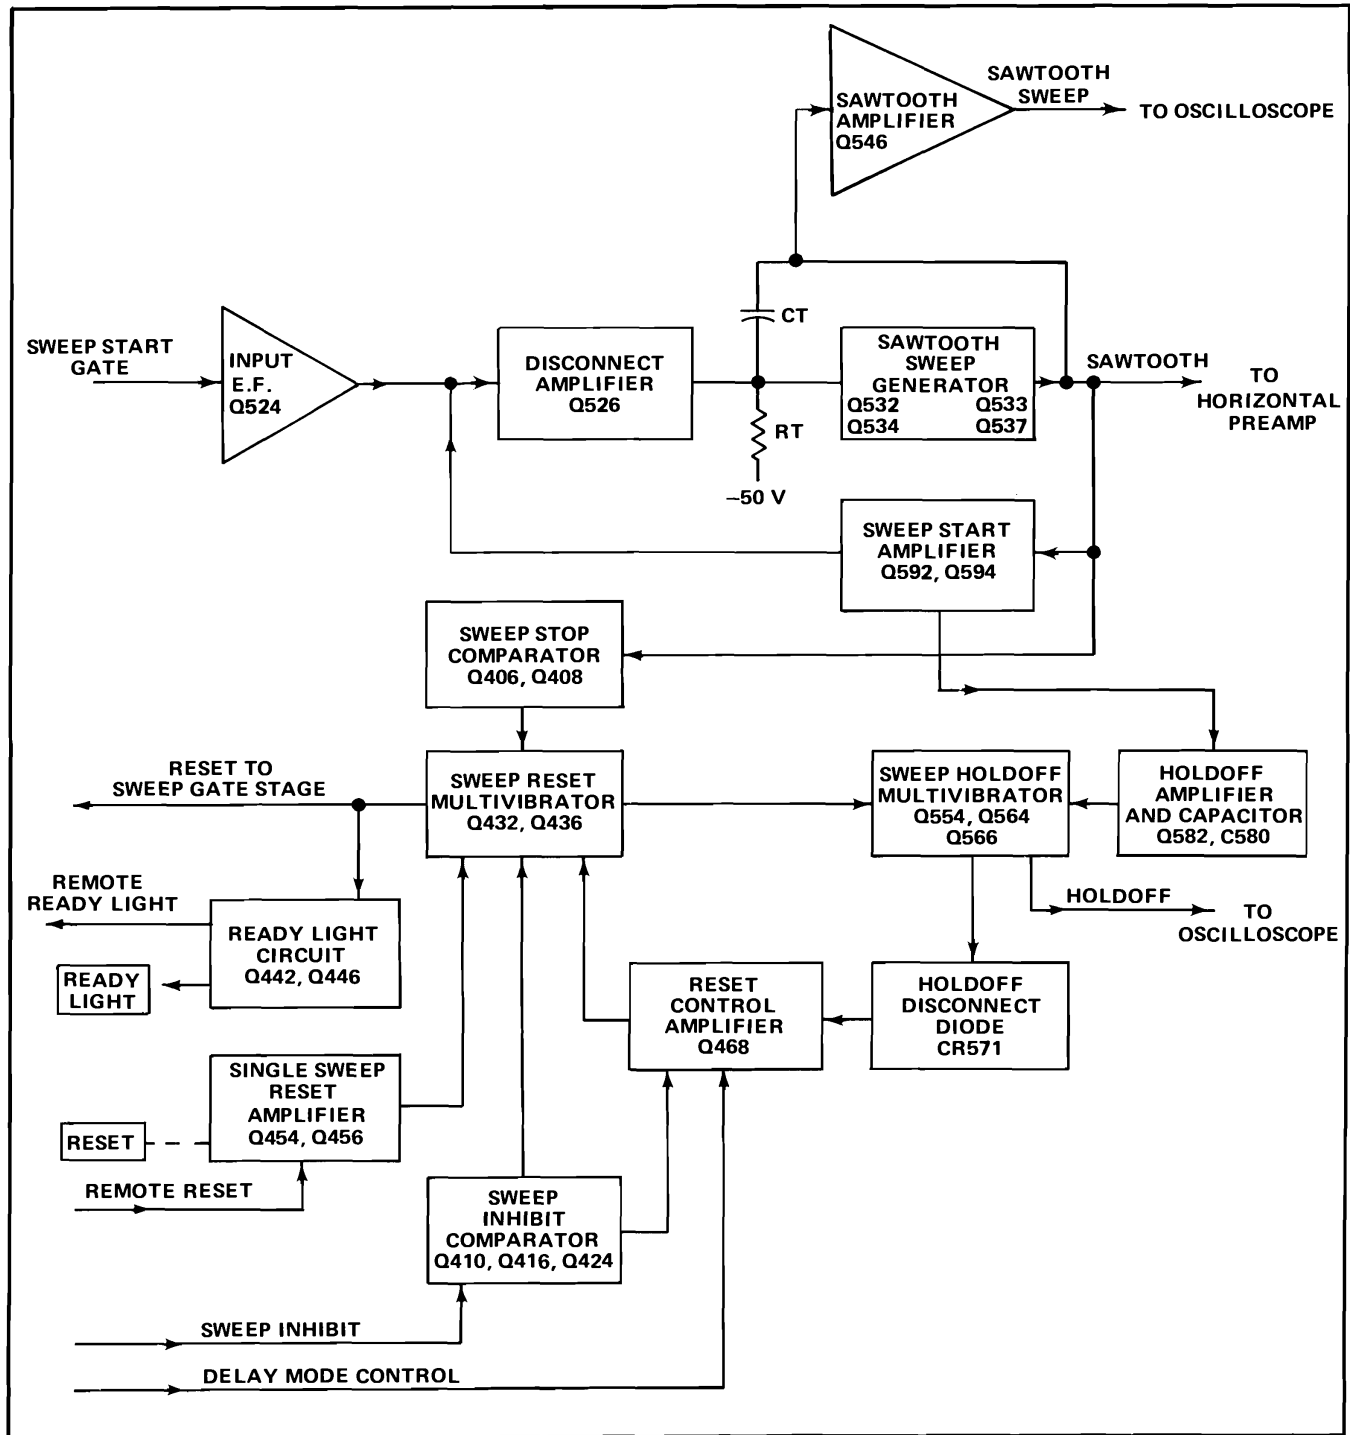 SAWTOOTH
SWEEP
SAWTOOTH
AMPLIFIER
Q546
TO OSCILLOSCOPE
SWEEP START
GATE
INPUT
E.F.
Q524
DISCONNECT
AMPLIFIER
Q526
CT
RT
−50 V
SAWTOOTH
SWEEP
GENERATOR
Q532 Q533
Q534 Q537
SAWTOOTH
TO
HORIZONTAL
PREAMP
SWEEP START
AMPLIFIER
Q592, Q594
SWEEP STOP
COMPARATOR
Q406, Q408
RESET TO
SWEEP GATE STAGE
SWEEP RESET
MULTIVIBRATOR
Q432, Q436
SWEEP HOLDOFF
MULTIVIBRATOR
Q554, Q564
Q566
HOLDOFF
AMPLIFIER
AND CAPACITOR
Q582, C580
REMOTE
READY LIGHT
READY LIGHT
CIRCUIT
Q442, Q446
READY
LIGHT
HOLDOFF
TO
OSCILLOSCOPE
RESET
CONTROL
AMPLIFIER
Q468
HOLDOFF
DISCONNECT
DIODE
CR571
SINGLE SWEEP
RESET
AMPLIFIER
Q454, Q456
RESET
REMOTE RESET
SWEEP
INHIBIT
COMPARATOR
Q410, Q416, Q424
SWEEP INHIBIT
DELAY MODE CONTROL